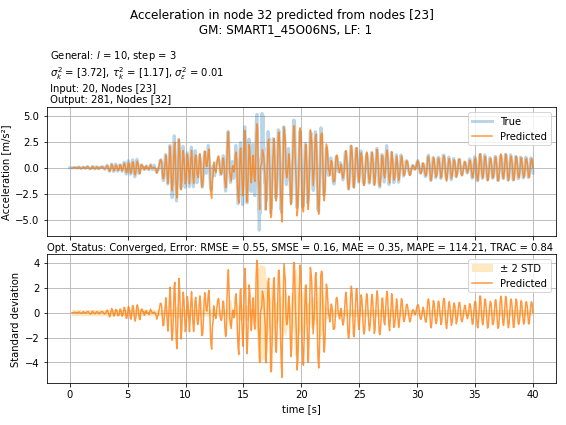 Acceleration in node 32 predicted from nodes [23]
GM: SMART1_45O06NS, LF: 1
General: l = 10, step = 3
σ²ₖ = [3.72], τ²ₖ = [1.17], σ²ε = 0.01
Input: 20, Nodes [23]
Output: 281, Nodes [32]
Acceleration [m/s²]
5.0
2.5
0.0
−2.5
−5.0
True
Predicted
Opt. Status: Converged, Error: RMSE = 0.55, SMSE = 0.16, MAE = 0.35, MAPE = 114.21, TRAC = 0.84
Standard deviation
4
2
0
−2
−4
± 2 STD
Predicted
0 5 10 15 20 25 30 35 40
time [s]